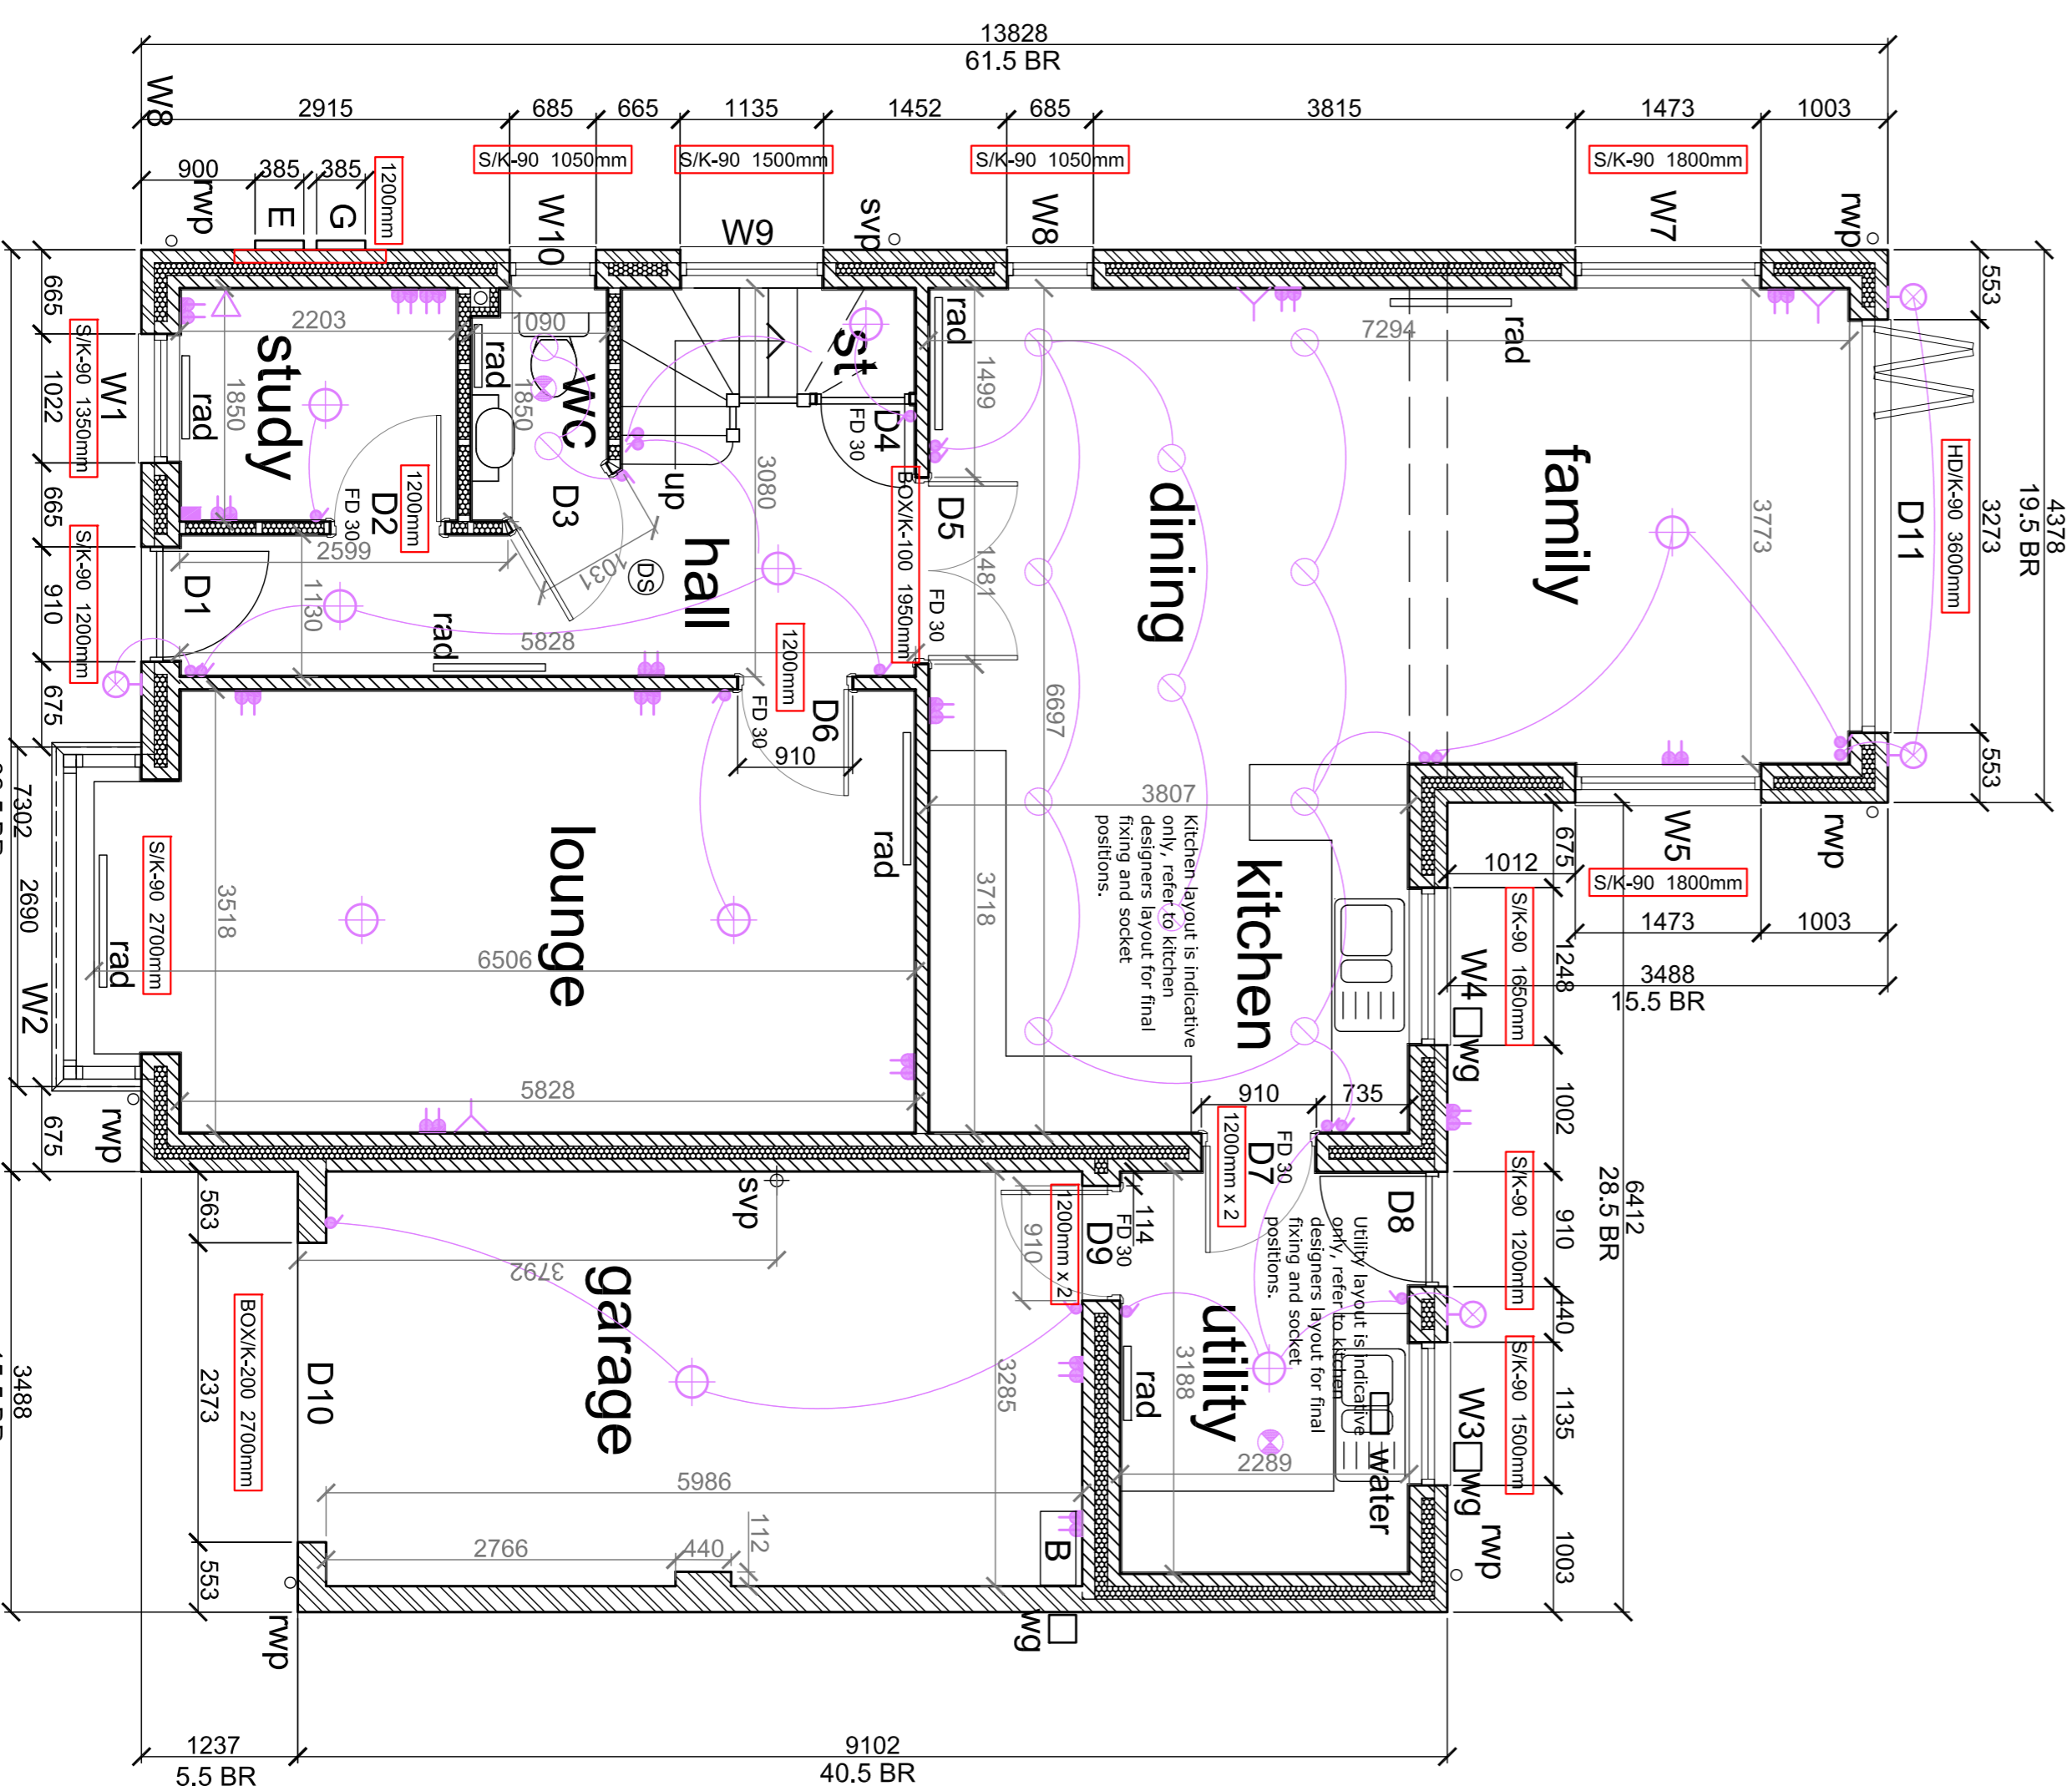 13828
61.5 BR
2915
685
665
1135
1452
685
3815
1473
1003
W8
900
385
385
1200mm
S/K-90 1050mm
S/K-90 1500mm
S/K-90 1050mm
S/K-90 1800mm
rwp
E
G
W10
W9
svp
W8
W7
rwp
553
4378
19.5 BR
3273
553
HD/K-90 3600mm
D11
665
1022
665
910
675
S/K-90 1350mm
W1
S/K-90 1200mm
D1
2203
1850
study
rad
rad
1090
1850
wc
D3
D2
FD 30
1200mm
2599
1130
1031
DS
st
D4
FD 30
up
3080
hall
rad
5828
1200mm
BOX/K-100 1950mm
D5
FD 30
rad
1499
1481
7294
rad
dining
family
3773
6697
3718
3807
D6
FD 30
910
rad
lounge
3518
6506
5828
rad
S/K-90 2700mm
W2
7302
2690
675
rwp
Kitchen layout is indicative
only, refer to kitchen
designers layout for final
fixing and socket
positions.
kitchen
675
1012
W5
rwp
S/K-90 1800mm
1473
1003
3488
15.5 BR
S/K-90 1650mm
1248
W4
wg
1002
910
735
1200mm x 2
D7
FD 30
S/K-90 1200mm
910
D8
6412
28.5 BR
440
S/K-90 1500mm
1135
W3
wg
rwp
1003
Utility layout is indicative
only, refer to kitchen
designers layout for final
fixing and socket
positions.
utility
water
2289
3188
rad
114
FD 30
D9
910
1200mm x 2
svp
3792
garage
3285
5986
2766
440
112
B
wg
563
2373
553
BOX/K-200 2700mm
D10
rwp
3488
1237
5.5 BR
9102
40.5 BR